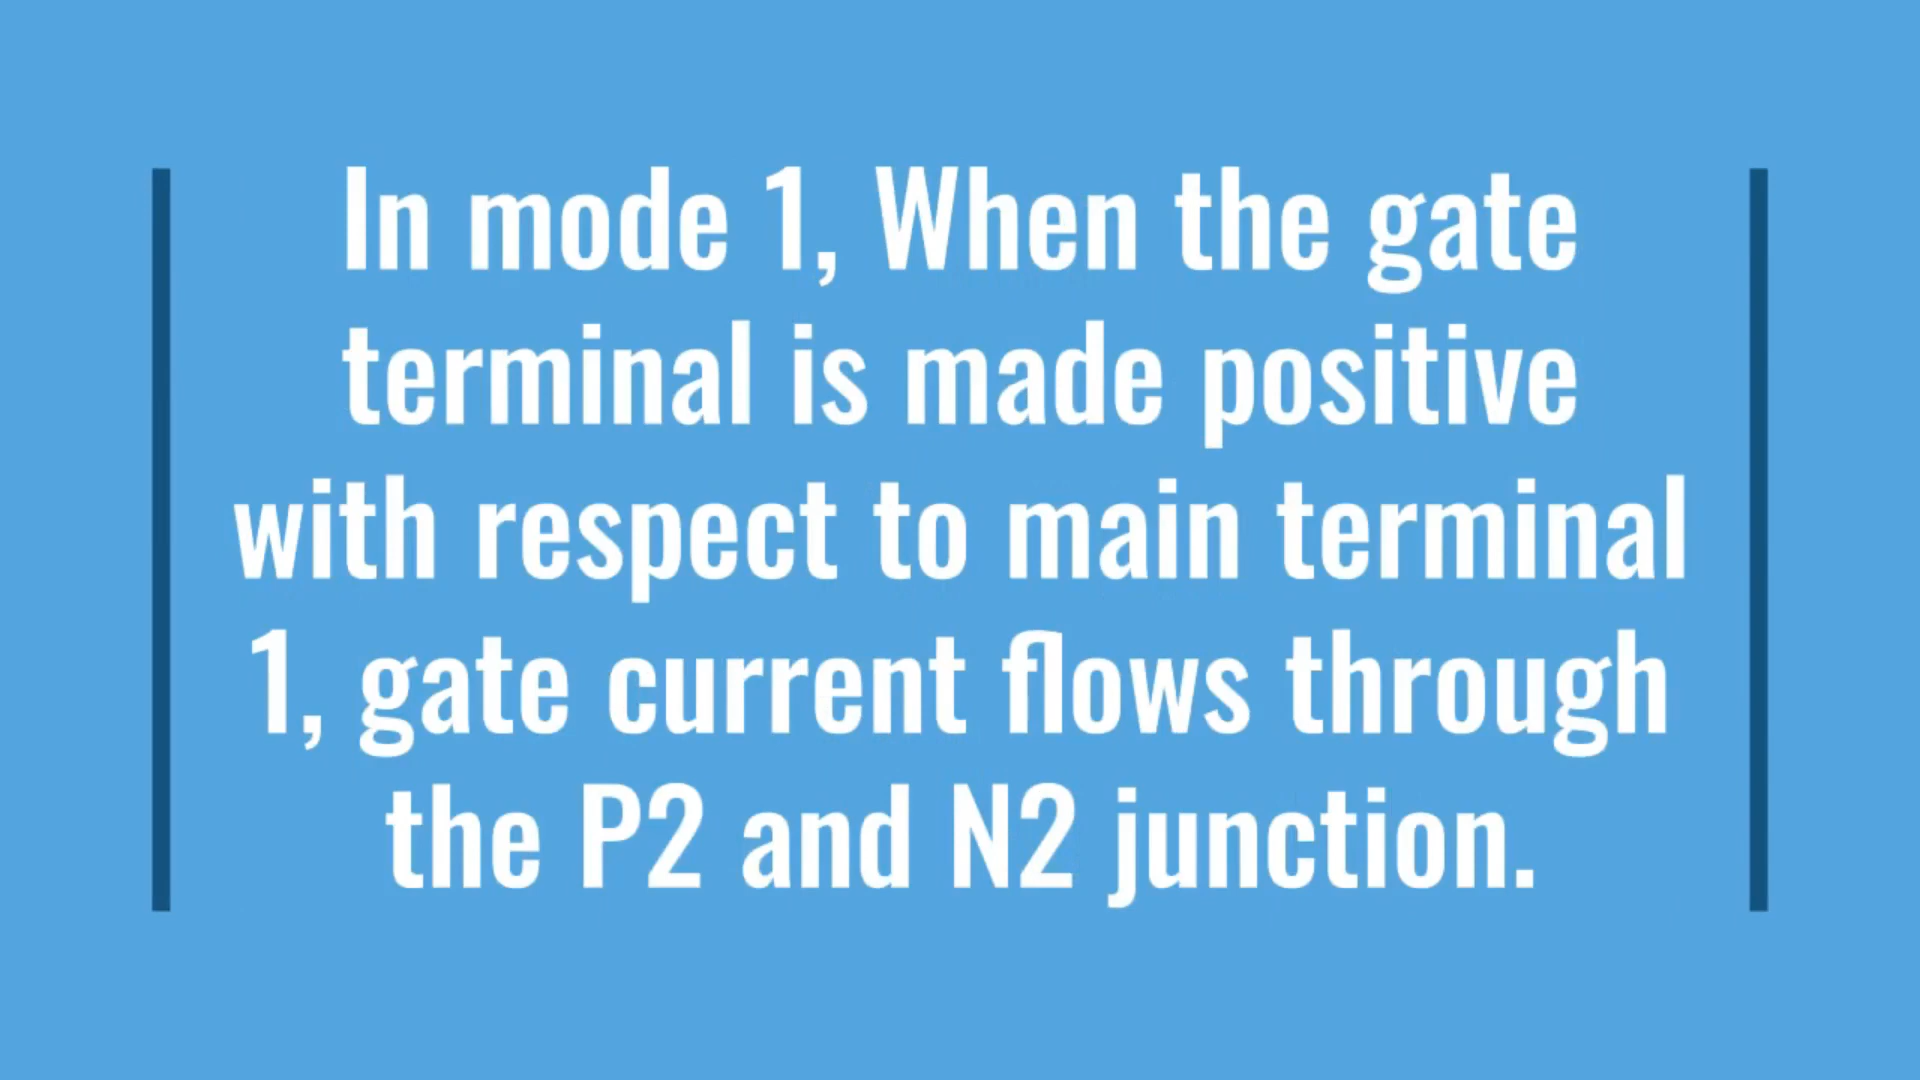 In mode 1, When the gate
terminal is made positive
with respect to main terminal
1, gate current flows through
the P2 and N2 junction.